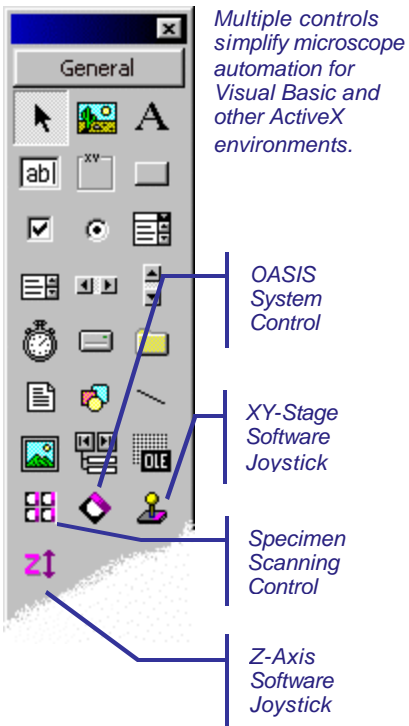 Multiple controls
simplify microscope
automation for
Visual Basic and
other ActiveX
environments.
General
A
ab|
XY
OLE
OASIS
System
Control
XY-Stage
Software
Joystick
Specimen
Scanning
Control
Z
Z-Axis
Software
Joystick